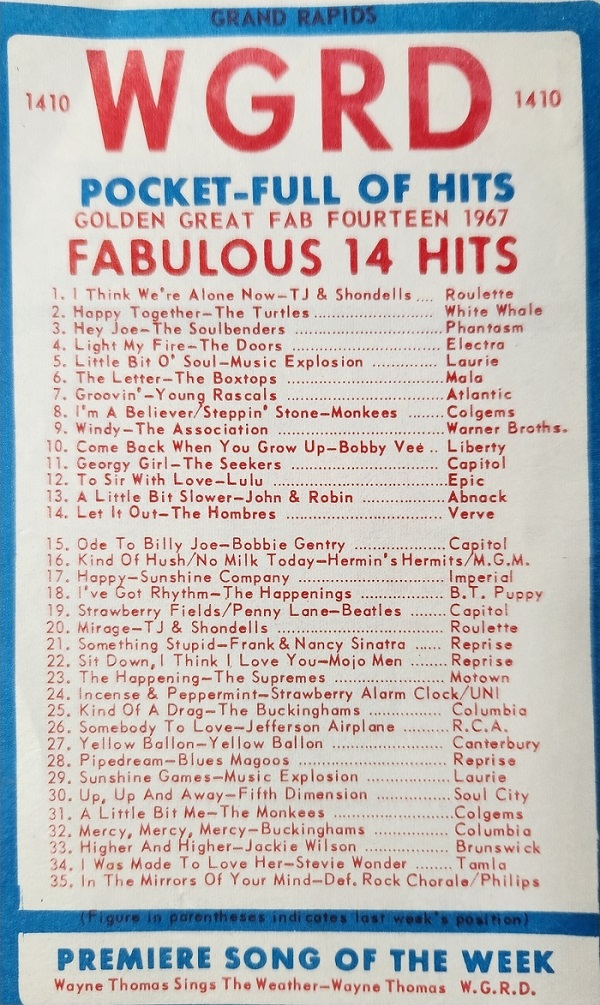 GRAND RAPIDS
1410 WGRD 1410
POCKET-FULL OF HITS
GOLDEN GREAT FAB FOURTEEN 1967
FABULOUS 14 HITS
1. I Think We're Alone Now—TJ & Shondells .... Roulette
2. Happy Together—The Turtles ........................ White Whale
3. Hey Joe—The Soulbenders ............................ Phantasm
4. Light My Fire—The Doors ............................ Electra
5. Little Bit O' Soul—Music Explosion ............ Laurie
6. The Letter—The Boxtops ............................ Mala
7. Groovin'—Young Rascals ............................ Atlantic
8. I'm A Believer/Steppin' Stone—Monkees ....... Colgems
9. Windy—The Association ............................ Warner Broths.
10. Come Back When You Grow Up—Bobby Veé .. Liberty
11. Georgy Girl—The Seekers ............................ Capitol
12. To Sir With Love—Lulu ............................ Epic
13. A Little Bit Slower—John & Robin ............... Abnack
14. Let It Out—The Hombres ............................ Verve
15. Ode To Billy Joe—Bobbie Gentry ................. Capitol
16. Kind Of Hush/No Milk Today—Hermin's Hermits/M.G.M.
17. Happy—Sunshine Company ........................ Imperial
18. I've Got Rhythm—The Happenings ............... B.T. Puppy
19. Strawberry Fields/Penny Lane—Beatles ....... Capitol
20. Mirage—TJ & Shondells ............................ Roulette
21. Something Stupid—Frank & Nancy Sinatra ...... Reprise
22. Sit Down, I Think I Love You—Mojo Men ....... Reprise
23. The Happening—The Supremes .................... Motown
24. Incense & Peppermint—Strawberry Alarm Clock/UNI
25. Kind Of A Drag—The Buckinghams ............... Columbia
26. Somebody To Love—Jefferson Airplane ........ R.C.A.
27. Yellow Ballon—Yellow Ballon ..................... Canterbury
28. Pipedream—Blues Magoos ............................ Reprise
29. Sunshine Games—Music Explosion ............... Laurie
30. Up, Up And Away—Fifth Dimension ............... Soul City
31. A Little Bit Me—The Monkees ..................... Colgems
32. Mercy, Mercy, Mercy—Buckinghams ............... Columbia
33. Higher And Higher—Jackie Wilson ............... Brunswick
34. I Was Made To Love Her—Stevie Wonder ....... Tamla
35. In The Mirrors Of Your Mind—Def. Rock Chorale/Philips
(Figure in parentheses indicates last week's position)
PREMIERE SONG OF THE WEEK
Wayne Thomas Sings The Weather—Wayne Thomas W.G.R.D.